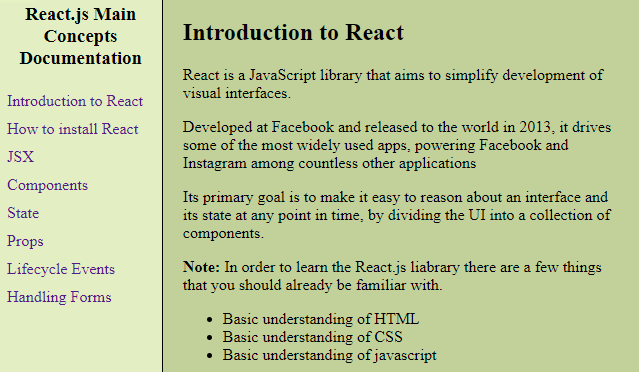 React.js Main
Concepts
Documentation
Introduction to React
How to install React
JSX
Components
State
Props
Lifecycle Events
Handling Forms
Introduction to React
React is a JavaScript library that aims to simplify development of
visual interfaces.
Developed at Facebook and released to the world in 2013, it drives
some of the most widely used apps, powering Facebook and
Instagram among countless other applications
Its primary goal is to make it easy to reason about an interface and
its state at any point in time, by dividing the UI into a collection of
components.
Note: In order to learn the React.js liabrary there are a few things
that you should already be familiar with.
• Basic understanding of HTML
• Basic understanding of CSS
• Basic understanding of javascript